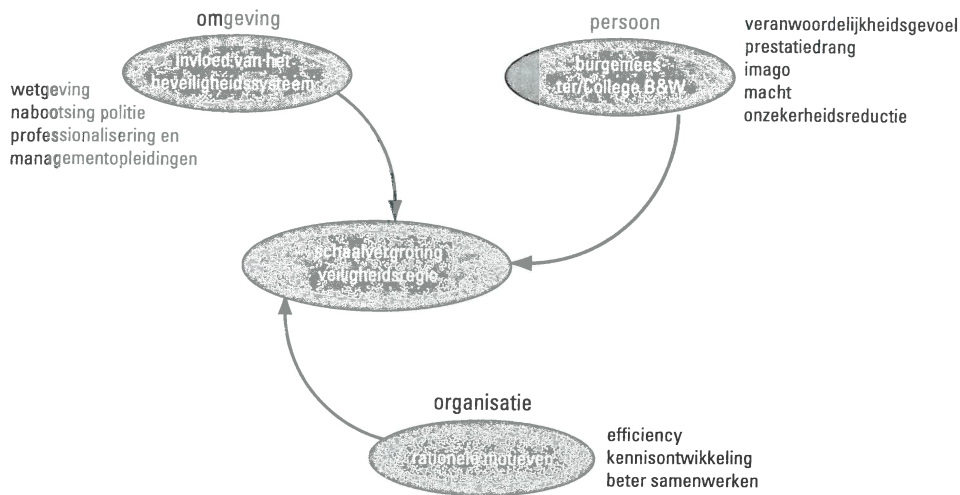 omgeving
Invloed van het
beveiligheidssysteem
wetgeving
nabootsing politie
professionalisering en
managementopleidingen
persoon
burgemees-
ter/College B&W
veranwoordelijkheidsgevoel
prestatiedrang
imago
macht
onzekerheidsreductie
schaalvergroting
veiligheidsregio
organisatie
rationele motieven
efficiency
kennisontwikkeling
beter samenwerken